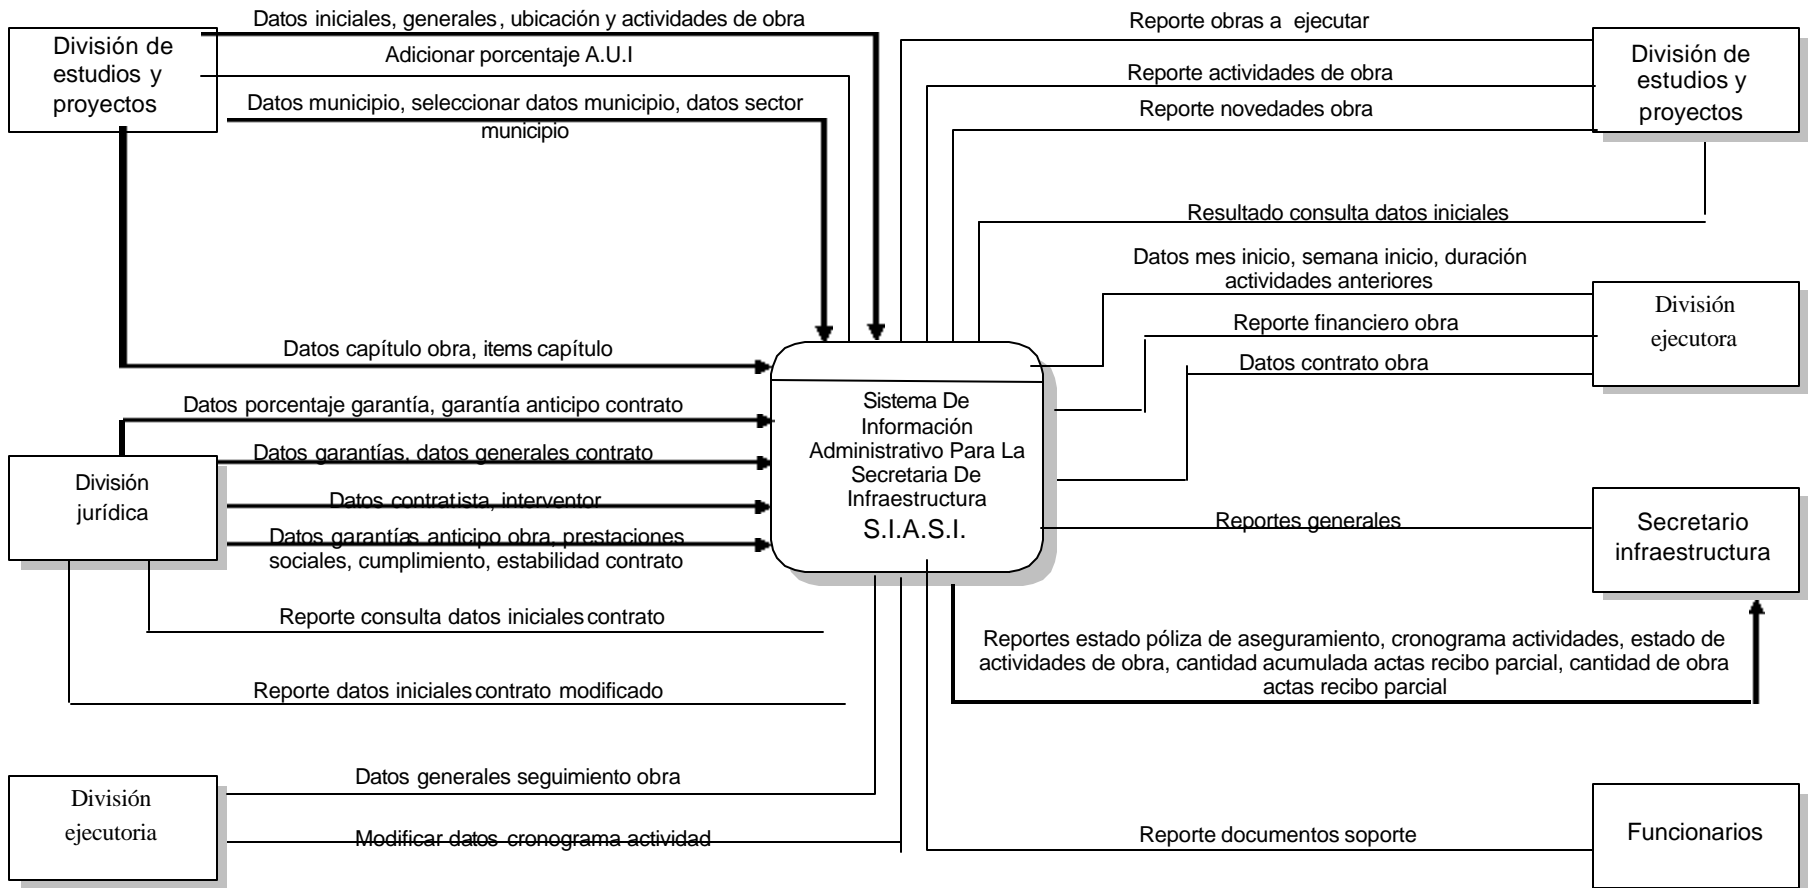 Datos iniciales, generales, ubicación y actividades de obra
División de
estudios y
proyectos
Adicionar porcentaje A.U.I
Datos municipio, seleccionar datos municipio, datos sector
municipio
Reporte obras a ejecutar
Reporte actividades de obra
Reporte novedades obra
División de
estudios y
proyectos
Resultado consulta datos iniciales
Datos mes inicio, semana inicio, duración
actividades anteriores
Reporte financiero obra
Datos contrato obra
División
ejecutora
Datos capítulo obra, items capítulo
Datos porcentaje garantía, garantía anticipo contrato
Datos garantías, datos generales contrato
Datos contratista, interventor
Datos garantías anticipo obra, prestaciones
sociales, cumplimiento, estabilidad contrato
División
jurídica
Sistema De
Información
Administrativo Para La
Secretaria De
Infraestructura
S.I.A.S.I.
Reportes generales
Secretario
infraestructura
Reporte consulta datos iniciales contrato
Reporte datos iniciales contrato modificado
Reportes estado póliza de aseguramiento, cronograma actividades, estado de
actividades de obra, cantidad acumulada actas recibo parcial, cantidad de obra
actas recibo parcial
División
ejecutoria
Datos generales seguimiento obra
Modificar datos cronograma actividad
Reporte documentos soporte
Funcionarios